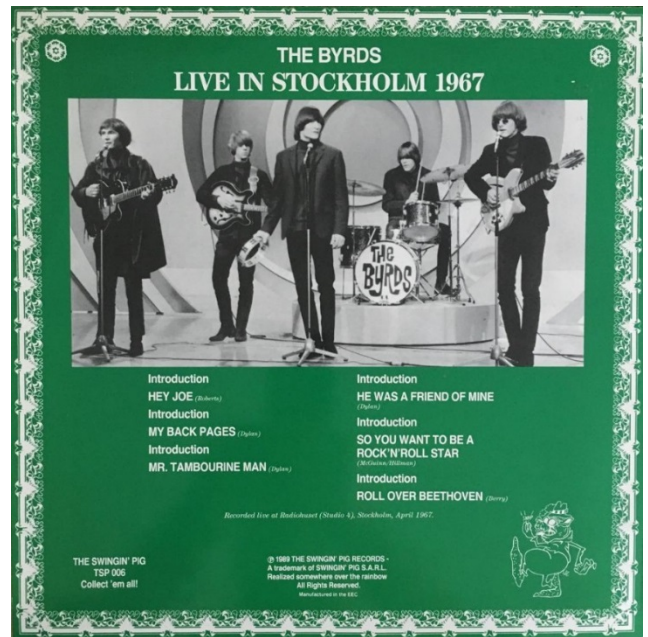 THE BYRDS
LIVE IN STOCKHOLM 1967
THE
BYRDS
Introduction
HEY JOE (Roberts)
Introduction
MY BACK PAGES (Dylan)
Introduction
MR. TAMBOURINE MAN (Dylan)
Introduction
HE WAS A FRIEND OF MINE
(Dylan)
Introduction
SO YOU WANT TO BE A
ROCK'N'ROLL STAR
(McGuinn/Hillman)
Introduction
ROLL OVER BEETHOVEN (Berry)
Recorded live at Radiohuset (Studio 4), Stockholm, April 1967.
THE SWINGIN' PIG
TSP 006
Collect 'em all!
℗ 1989 THE SWINGIN' PIG RECORDS -
A trademark of SWINGIN' PIG S.A.R.L.
Realized somewhere over the rainbow
All Rights Reserved.
Manufactured in the EEC